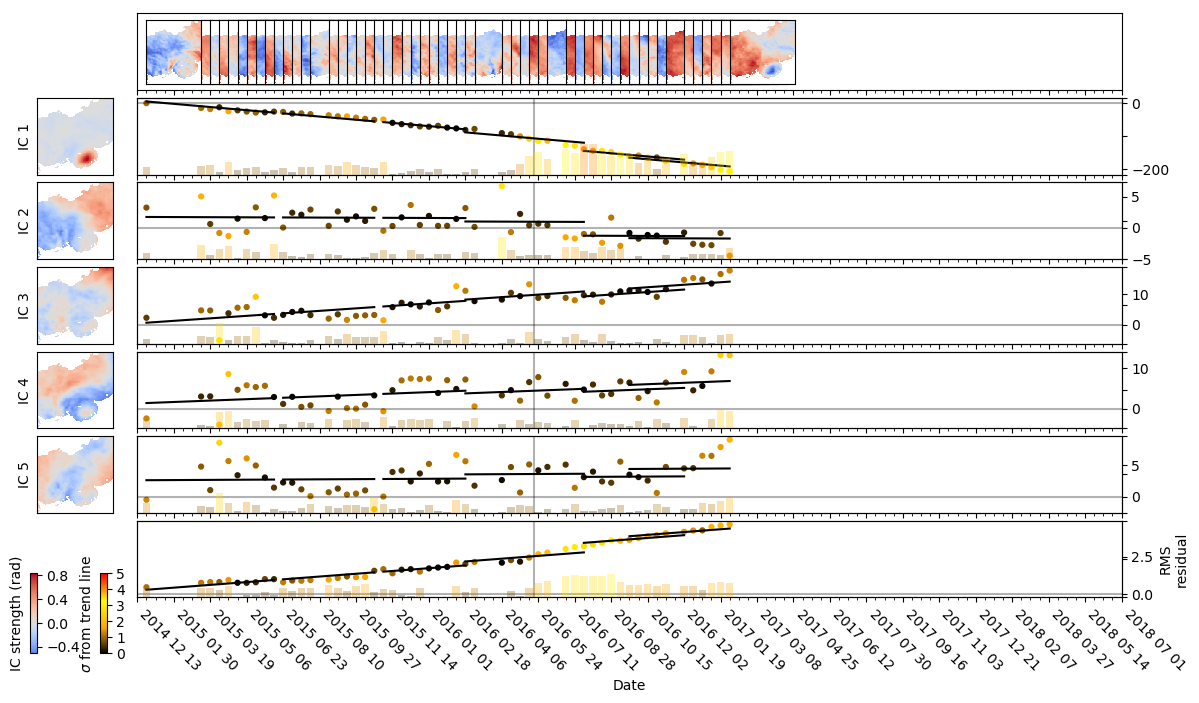 IC 1
0
−200
IC 2
5
0
−5
IC 3
10
0
IC 4
10
0
IC 5
5
0
RMS residual
2.5
0.0
IC strength (rad)
0.8
0.4
0.0
−0.4
σ from trend line
5
4
3
2
1
0
2014 12 13
2015 01 30
2015 03 19
2015 05 06
2015 06 23
2015 08 10
2015 09 27
2015 11 14
2016 01 01
2016 02 18
2016 04 06
2016 05 24
2016 07 11
2016 08 28
2016 10 15
2016 12 02
2017 01 19
2017 03 08
2017 04 25
2017 06 12
2017 07 30
2017 09 16
2017 11 03
2017 12 21
2018 02 07
2018 03 27
2018 05 14
2018 07 01
Date